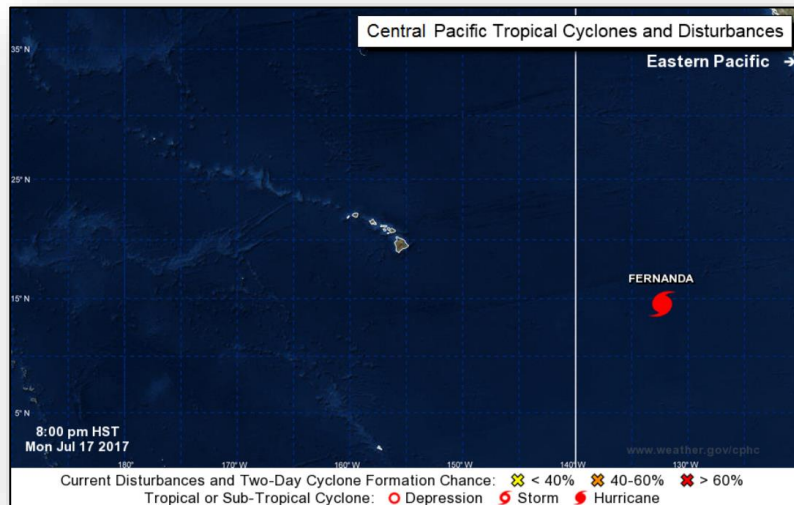 Central Pacific Tropical Cyclones and Disturbances
35° N
Eastern Pacific →
25° N
FERNANDA
15° N
5° N
8:00 pm HST
Mon Jul 17 2017
www.weather.gov/cphc
180° 170° W 160° W 150° W 140° W 130° W
Current Disturbances and Two-Day Cyclone Formation Chance: < 40% 40-60% > 60%
Tropical or Sub-Tropical Cyclone: Depression Storm Hurricane